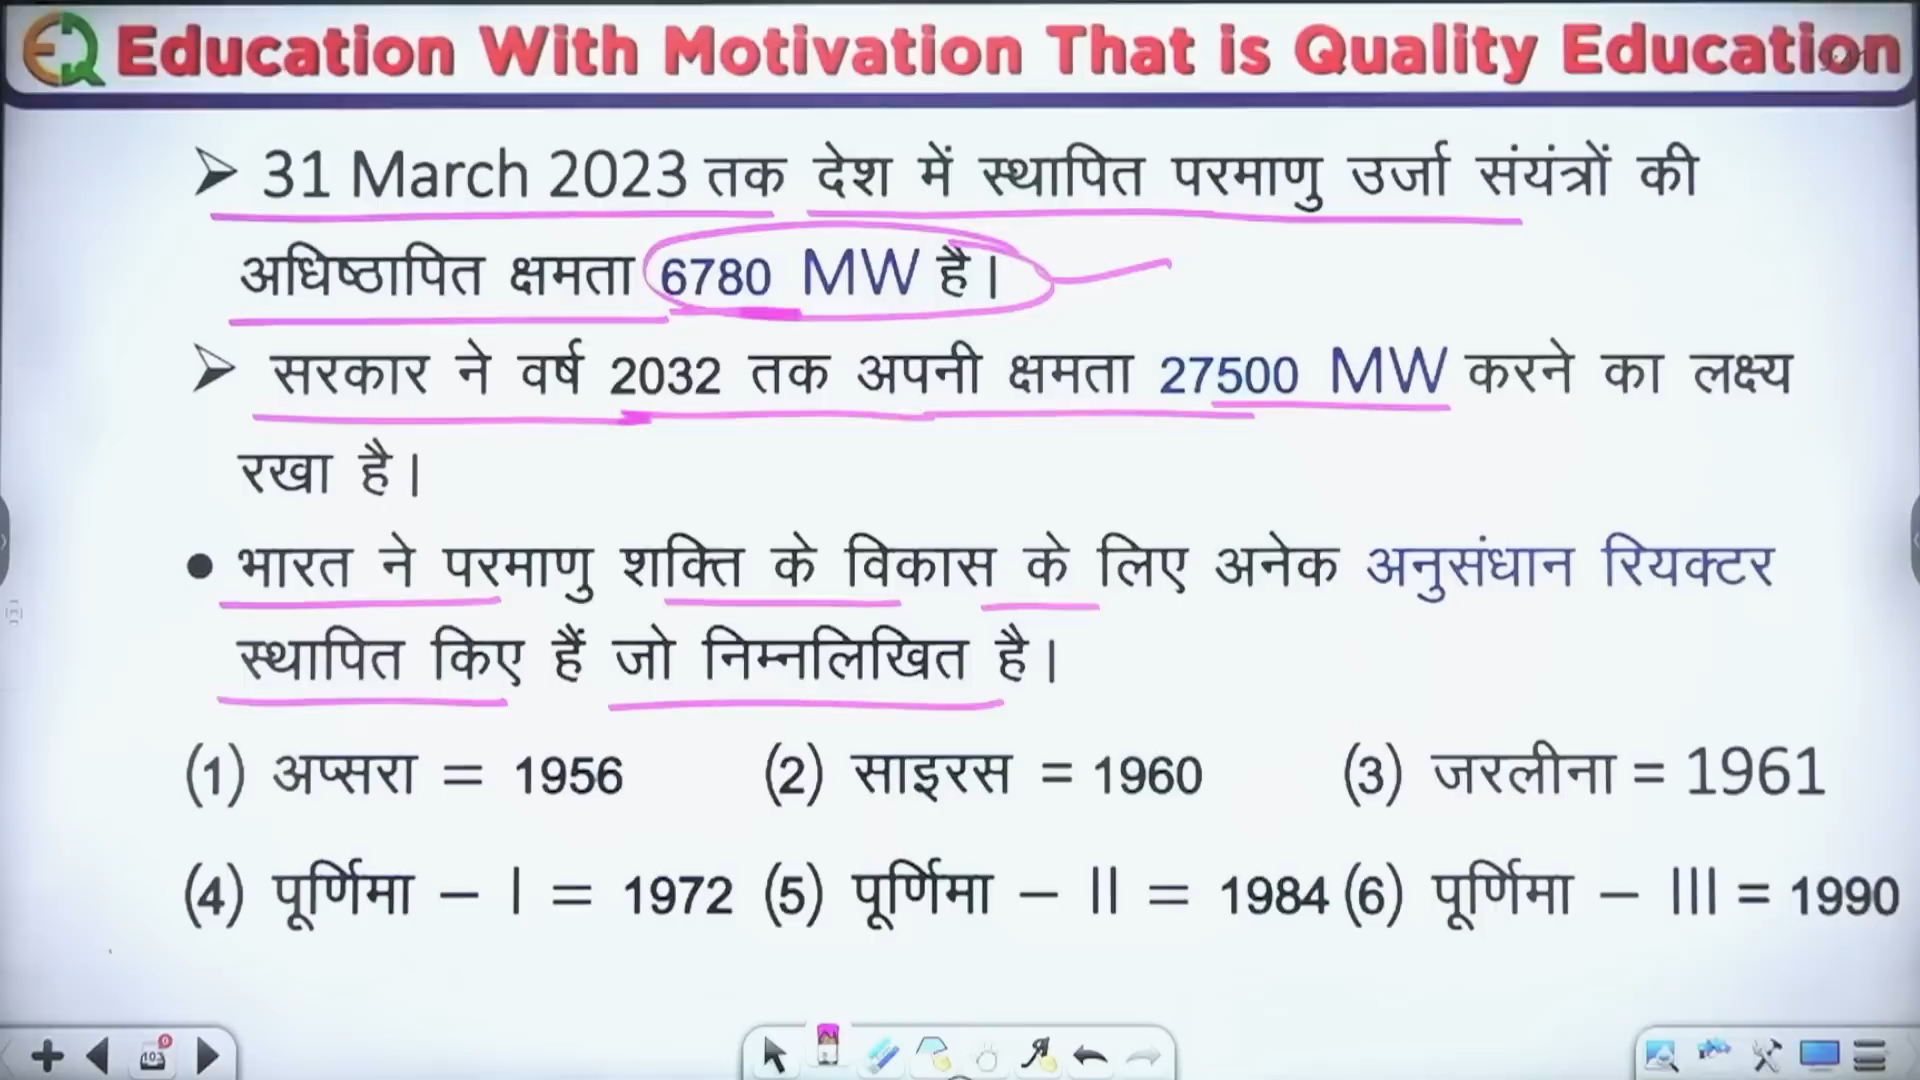 EQ Education With Motivation That is Quality Education
➢ 31 March 2023 तक देश में स्थापित परमाणु उर्जा संयंत्रों की
अधिष्ठापित क्षमता 6780 MW है।
➢ सरकार ने वर्ष 2032 तक अपनी क्षमता 27500 MW करने का लक्ष्य
रखा है।
● भारत ने परमाणु शक्ति के विकास के लिए अनेक अनुसंधान रियक्टर
स्थापित किए हैं जो निम्नलिखित है।
(1) अप्सरा = 1956 (2) साइरस = 1960 (3) जरलीना = 1961
(4) पूर्णिमा – I = 1972 (5) पूर्णिमा – II = 1984 (6) पूर्णिमा – III = 1990